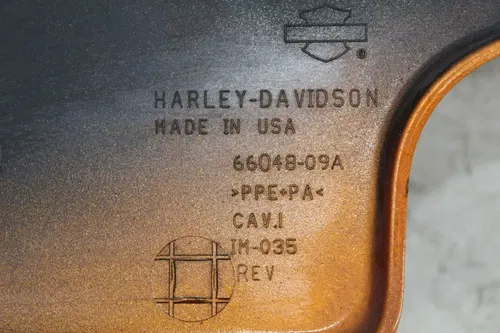 ®
HARLEY-DAVIDSON
MADE IN USA
66048-09A
>PPE+PA<
CAV.1
IM-035
REV